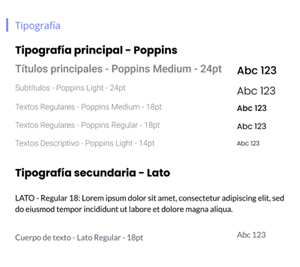 Tipografía
Tipografía principal - Poppins
Títulos principales - Poppins Medium - 24pt Abc 123
Subtítulos - Poppins Light - 24pt Abc 123
Textos Regulares - Poppins Medium - 18pt Abc 123
Textos Regulares - Poppins Regular - 18pt Abc 123
Textos Descriptivo - Poppins Light - 14pt Abc 123
Tipografía secundaria - Lato
LATO - Regular 18: Lorem ipsum dolor sit amet, consectetur adipiscing elit, sed
do eiusmod tempor incididunt ut labore et dolore magna aliqua.
Cuerpo de texto - Lato Regular - 18pt Abc 123